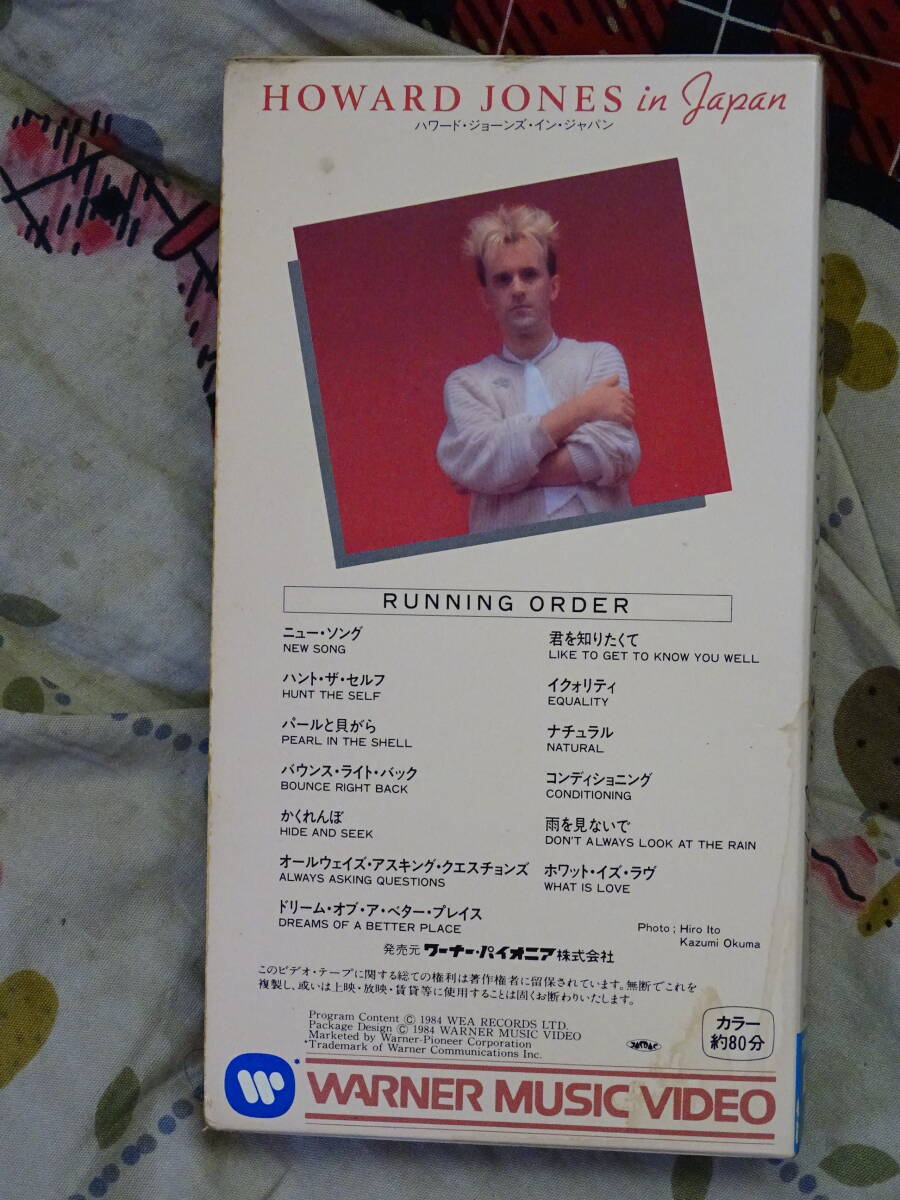 HOWARD JONES in Japan
ハワード・ジョーンズ・イン・ジャパン
RUNNING ORDER
ニュー・ソング
NEW SONG
ハント・ザ・セルフ
HUNT THE SELF
パールと貝がら
PEARL IN THE SHELL
バウンス・ライト・バック
BOUNCE RIGHT BACK
かくれんぼ
HIDE AND SEEK
オールウェイズ・アスキング・クエスチョンズ
ALWAYS ASKING QUESTIONS
ドリーム・オブ・ア・ベター・プレイス
DREAMS OF A BETTER PLACE
君を知りたくて
LIKE TO GET TO KNOW YOU WELL
イクォリティ
EQUALITY
ナチュラル
NATURAL
コンディショニング
CONDITIONING
雨を見ないで
DON'T ALWAYS LOOK AT THE RAIN
ホワット・イズ・ラヴ
WHAT IS LOVE
Photo ; Hiro Ito
Kazumi Okuma
発売元 ワーナー・パイオニア株式会社
このビデオ・テープに関する総ての権利は著作権者に留保されています。無断でこれを
複製し、或いは上映・放映・賃貸等に使用することは固くお断わりいたします。
Program Content © 1984 WEA RECORDS LTD.
Package Design © 1984 WARNER MUSIC VIDEO
Marketed by Warner-Pioneer Corporation
*Trademark of Warner Communications Inc.
カラー
約80分
WARNER MUSIC VIDEO